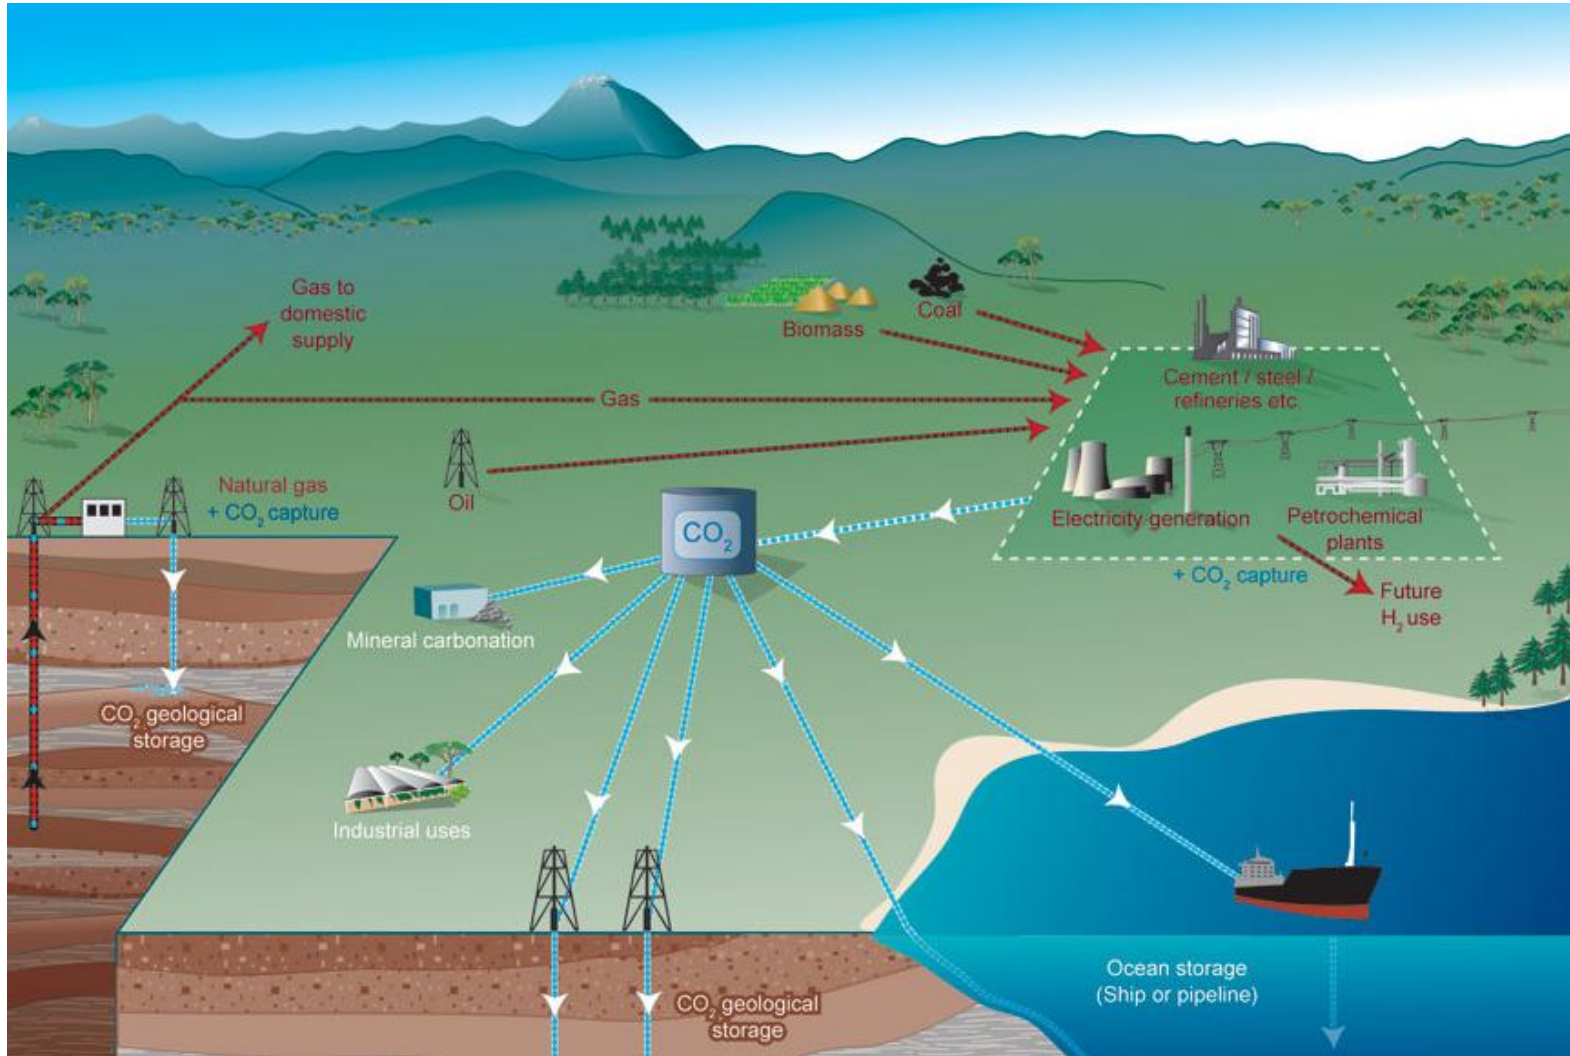 Gas to
domestic
supply
Biomass
Coal
Cement / steel /
refineries etc.
Gas
Oil
Natural gas
+ CO₂ capture
CO₂
Electricity generation
Petrochemical
plants
+ CO₂ capture
Future
H₂ use
Mineral carbonation
CO₂ geological
storage
Industrial uses
Ocean storage
(Ship or pipeline)
CO₂ geological
storage